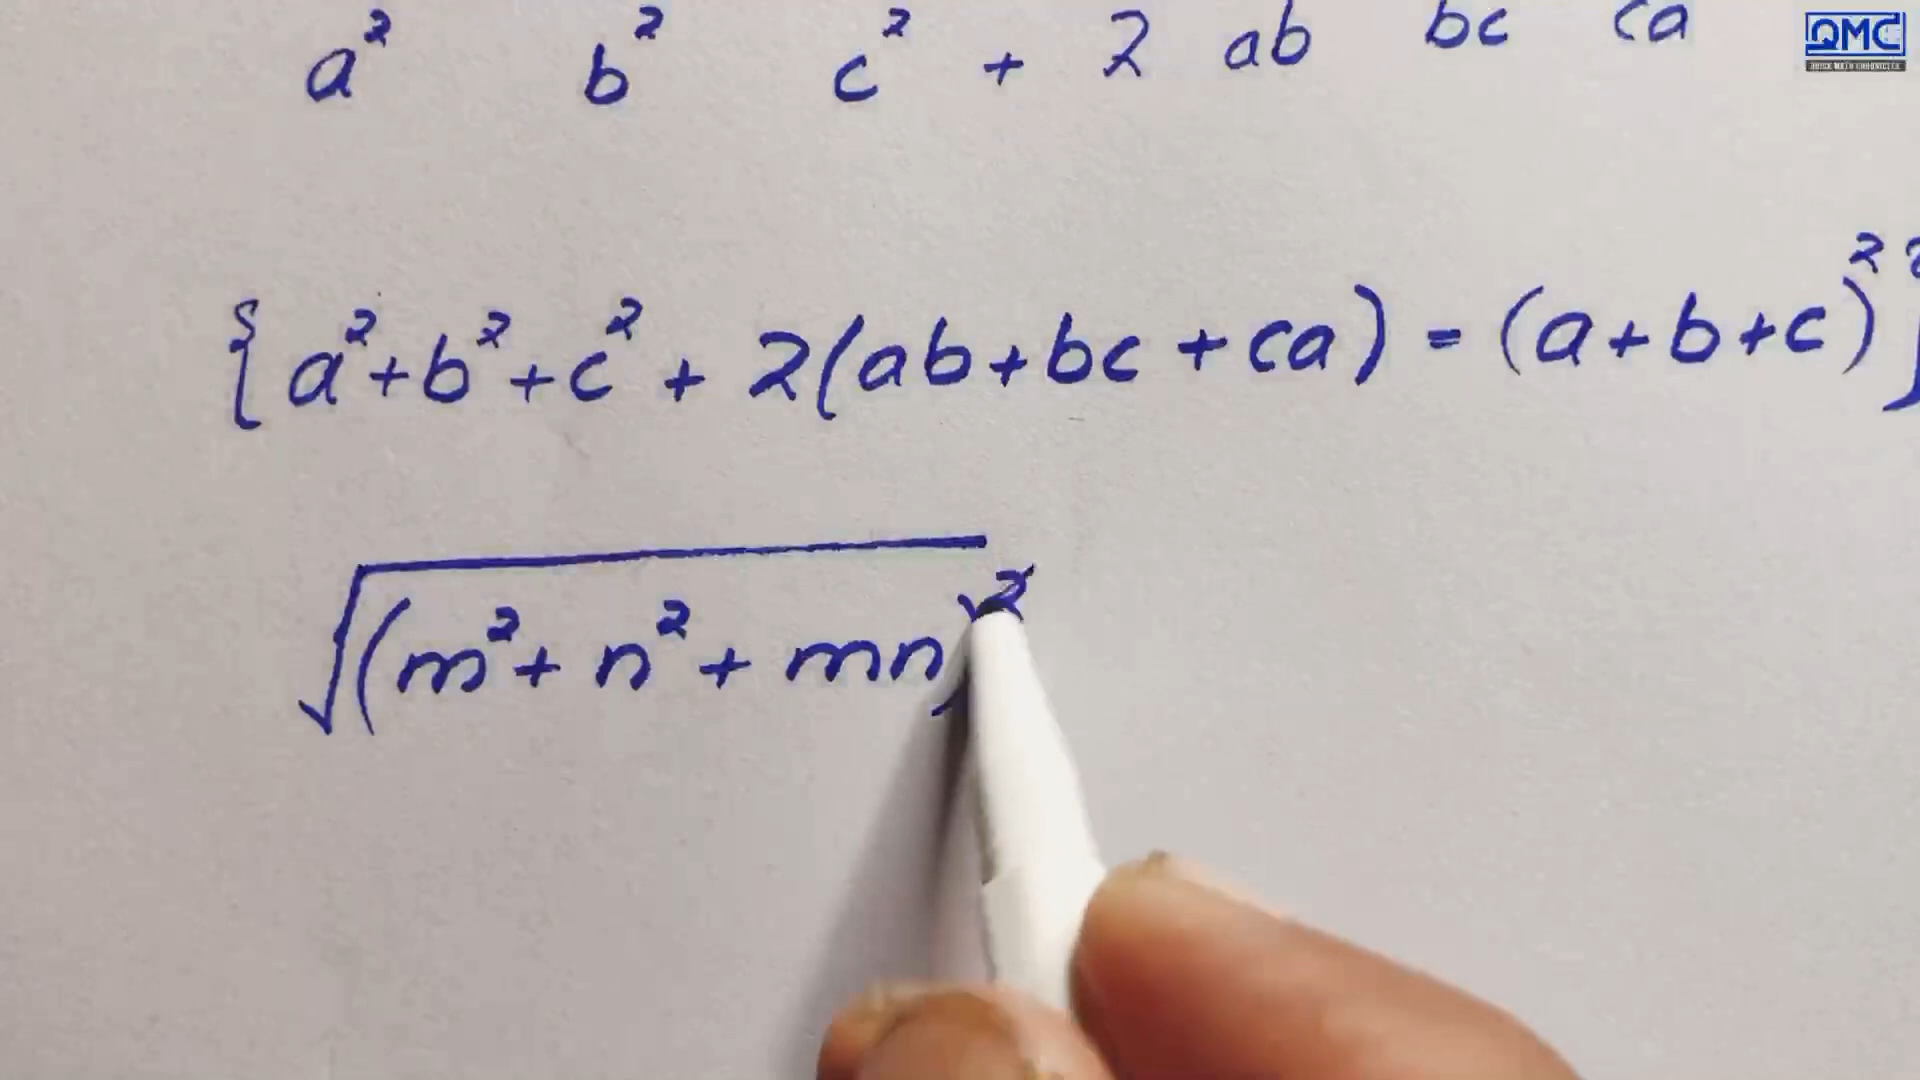 a² b² c² + 2 ab bc ca
QMC
{ a²+b²+c² + 2(ab+bc+ca) = (a+b+c)² }
√(m²+n²+mn)²